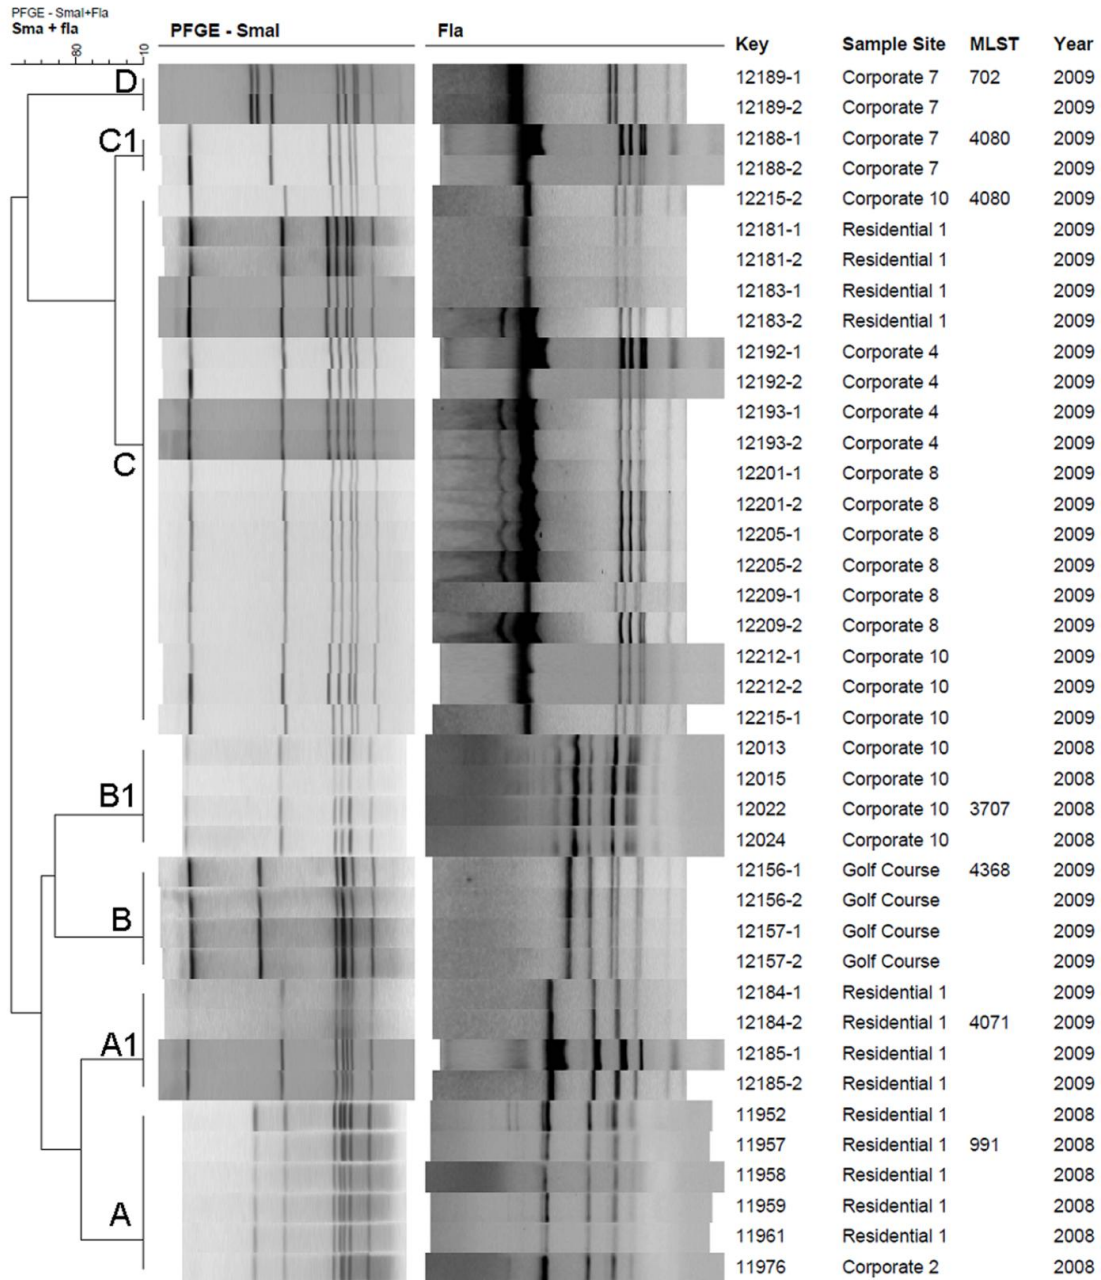 PFGE - SmaI+Fla
Sma + fla
80
100
PFGE - SmaI
Fla
Key Sample Site MLST Year
D
12189-1 Corporate 7 702 2009
12189-2 Corporate 7 2009
C1
12188-1 Corporate 7 4080 2009
12188-2 Corporate 7 2009
12215-2 Corporate 10 4080 2009
12181-1 Residential 1 2009
12181-2 Residential 1 2009
12183-1 Residential 1 2009
12183-2 Residential 1 2009
12192-1 Corporate 4 2009
12192-2 Corporate 4 2009
12193-1 Corporate 4 2009
12193-2 Corporate 4 2009
C
12201-1 Corporate 8 2009
12201-2 Corporate 8 2009
12205-1 Corporate 8 2009
12205-2 Corporate 8 2009
12209-1 Corporate 8 2009
12209-2 Corporate 8 2009
12212-1 Corporate 10 2009
12212-2 Corporate 10 2009
12215-1 Corporate 10 2009
12013 Corporate 10 2008
12015 Corporate 10 2008
B1
12022 Corporate 10 3707 2008
12024 Corporate 10 2008
12156-1 Golf Course 4368 2009
12156-2 Golf Course 2009
B
12157-1 Golf Course 2009
12157-2 Golf Course 2009
12184-1 Residential 1 2009
12184-2 Residential 1 4071 2009
A1
12185-1 Residential 1 2009
12185-2 Residential 1 2009
11952 Residential 1 2008
11957 Residential 1 991 2008
11958 Residential 1 2008
11959 Residential 1 2008
A
11961 Residential 1 2008
11976 Corporate 2 2008